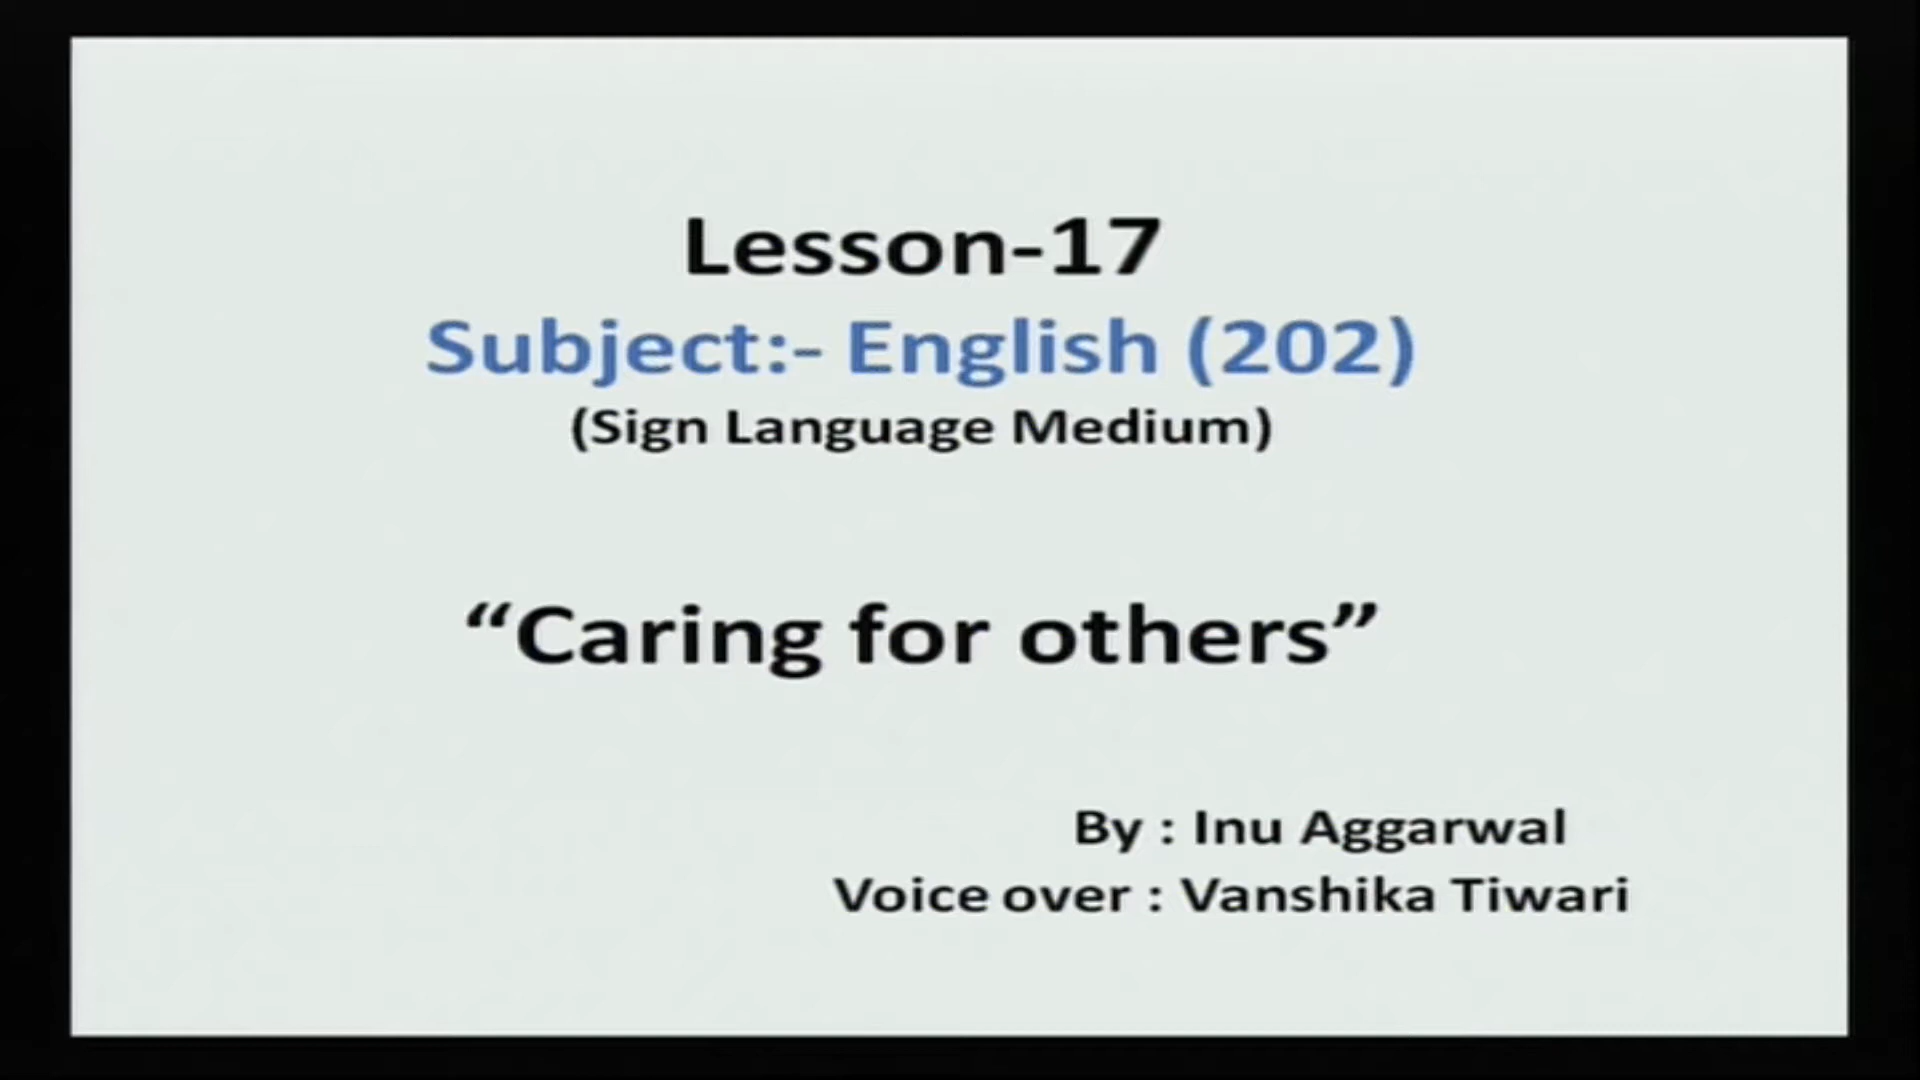 Lesson-17
Subject:- English (202)
(Sign Language Medium)
“Caring for others”
By : Inu Aggarwal
Voice over : Vanshika Tiwari